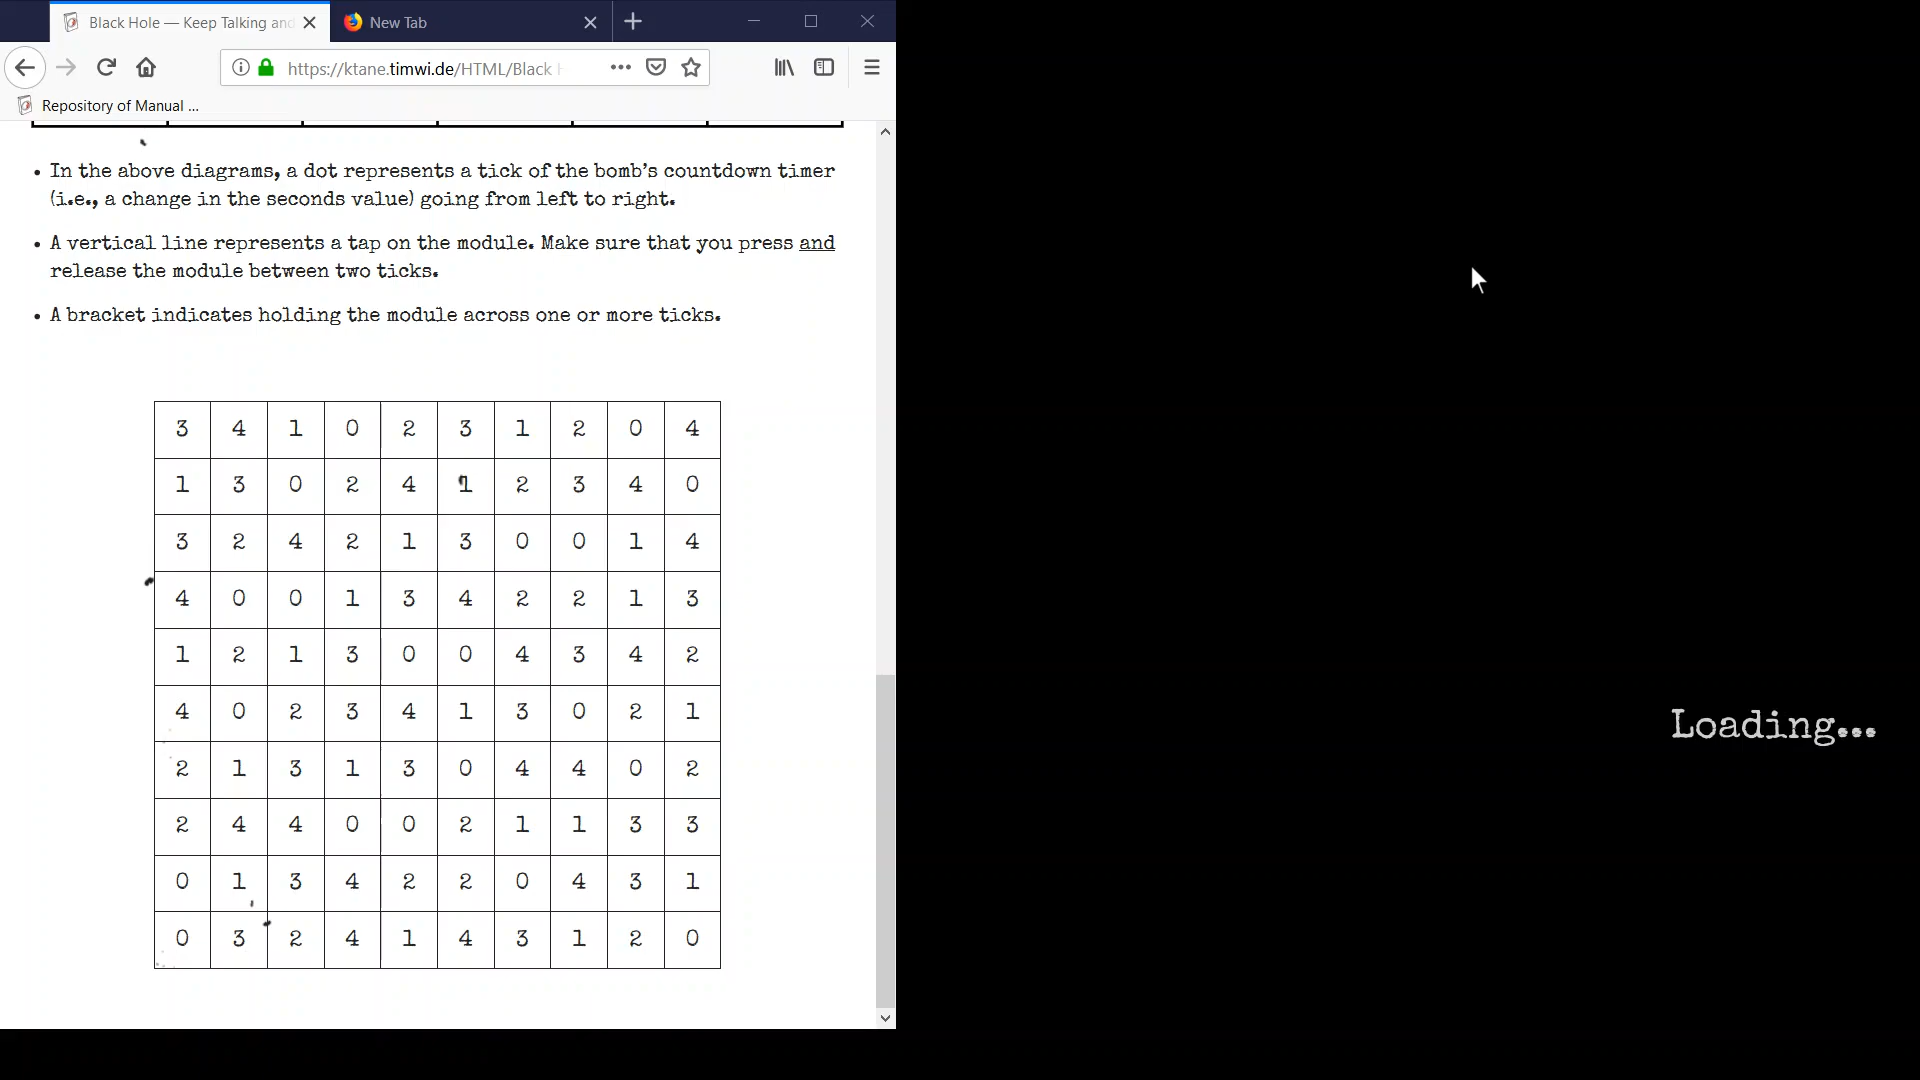 Black Hole — Keep Talking and
New Tab
https://ktane.timwi.de/HTML/Black
Repository of Manual ...
• In the above diagrams, a dot represents a tick of the bomb's countdown timer
(i.e., a change in the seconds value) going from left to right.
• A vertical line represents a tap on the module. Make sure that you press and
release the module between two ticks.
• A bracket indicates holding the module across one or more ticks.
3 4 1 0 2 3 1 2 0 4
1 3 0 2 4 1 2 3 4 0
3 2 4 2 1 3 0 0 1 4
4 0 0 1 3 4 2 2 1 3
1 2 1 3 0 0 4 3 4 2
4 0 2 3 4 1 3 0 2 1
2 1 3 1 3 0 4 4 0 2
2 4 4 0 0 2 1 1 3 3
0 1 3 4 2 2 0 4 3 1
0 3 2 4 1 4 3 1 2 0
Loading...